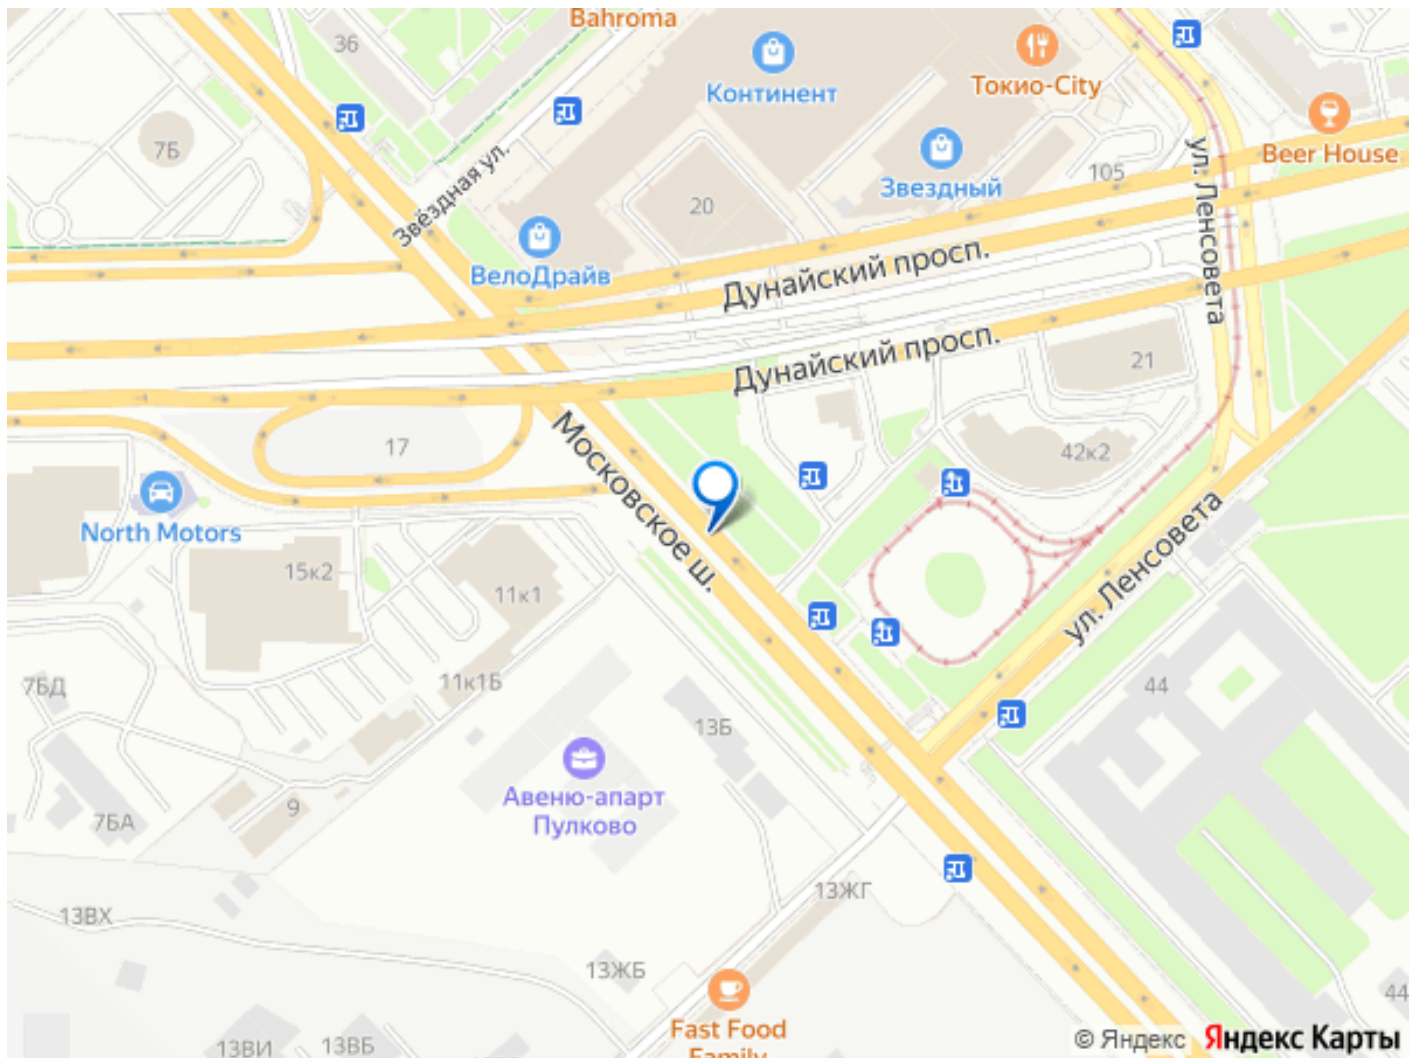 Bahroma
36
Континент
Токио-City
7Б
Звёздная ул.
Звездный
105
Beer House
ул. Ленсовета
20
ВелоДрайв
Дунайский просп.
Дунайский просп.
21
17
Московское ш.
42к2
North Motors
15к2
11к1
ул. Ленсовета
11к1Б
7БД
13Б
44
Авеню-апарт
Пулково
9
7БА
13ЖГ
13ВХ
13ЖБ
44
Fast Food
Family
13ВИ
13ВБ
© Яндекс Яндекс Карты